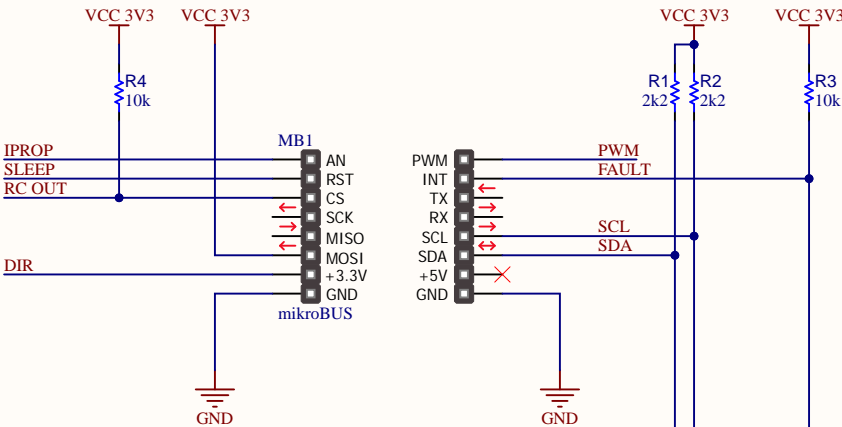 VCC 3V3
VCC 3V3
VCC 3V3
VCC 3V3
R4
10k
R1
2k2
R2
2k2
R3
10k
MB1
IPROP
AN
SLEEP
RST
RC OUT
CS
SCK
MISO
MOSI
DIR
+3.3V
GND
mikroBUS
PWM
PWM
INT
FAULT
TX
RX
SCL
SCL
SDA
SDA
+5V
GND
GND
GND